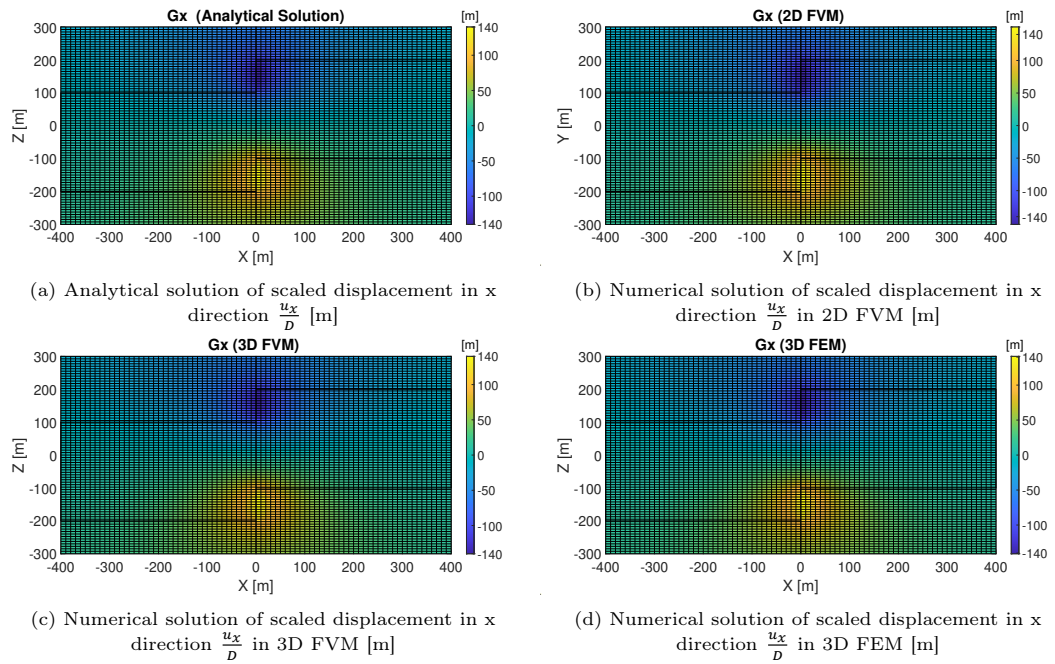 Gx (Analytical Solution)
[m]
300
200
100
0
-100
-200
-300
Z [m]
-400 -300 -200 -100 0 100 200 300 400
X [m]
140
100
50
0
-50
-100
-140
(a) Analytical solution of scaled displacement in x
direction u_x/D [m]
Gx (2D FVM)
[m]
300
200
100
0
-100
-200
-300
Y [m]
-400 -300 -200 -100 0 100 200 300 400
X [m]
140
100
50
0
-50
-100
-140
(b) Numerical solution of scaled displacement in x
direction u_x/D in 2D FVM [m]
Gx (3D FVM)
[m]
300
200
100
0
-100
-200
-300
Z [m]
-400 -300 -200 -100 0 100 200 300 400
X [m]
140
100
50
0
-50
-100
-140
(c) Numerical solution of scaled displacement in x
direction u_x/D in 3D FVM [m]
Gx (3D FEM)
[m]
300
200
100
0
-100
-200
-300
Z [m]
-400 -300 -200 -100 0 100 200 300 400
X [m]
140
100
50
0
-50
-100
-140
(d) Numerical solution of scaled displacement in x
direction u_x/D in 3D FEM [m]